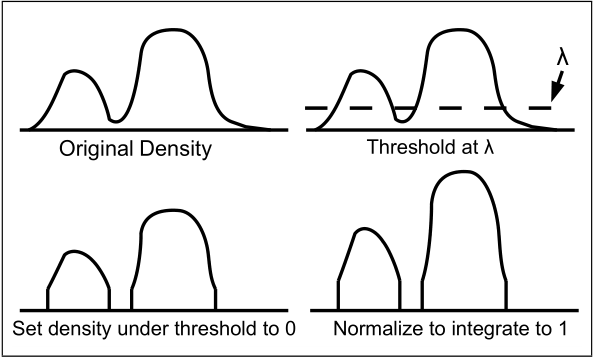 λ
Original Density
Threshold at λ
Set density under threshold to 0
Normalize to integrate to 1